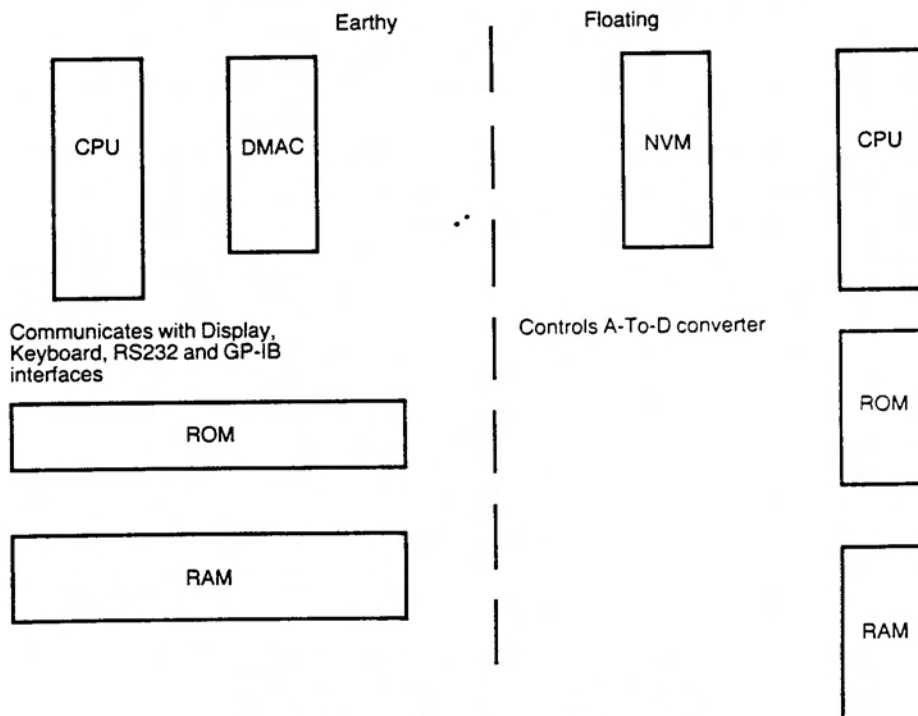 Earthy
Floating
CPU
DMAC
NVM
CPU
Communicates with Display,
Keyboard, RS232 and GP-IB
interfaces
Controls A-To-D converter
ROM
ROM
RAM
RAM